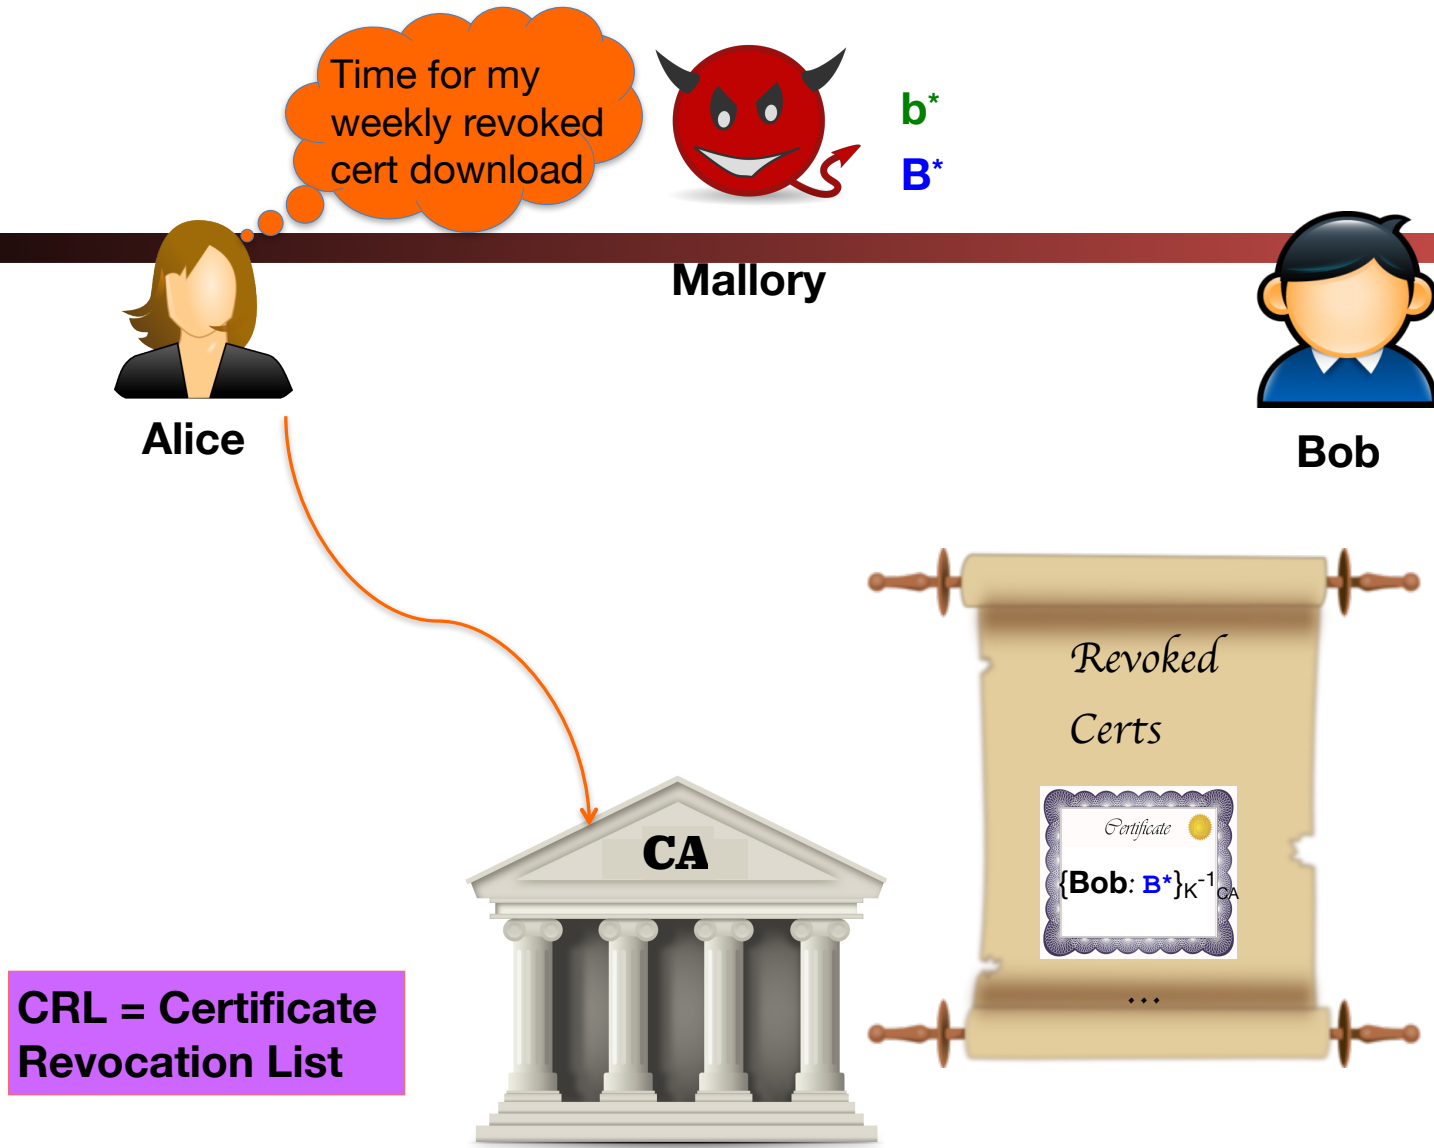 Time for my
weekly revoked
cert download
b*
B*
Mallory
Alice
Bob
Revoked
Certs
Certificate
{Bob: B*}K-1CA
...
CA
CRL = Certificate
Revocation List